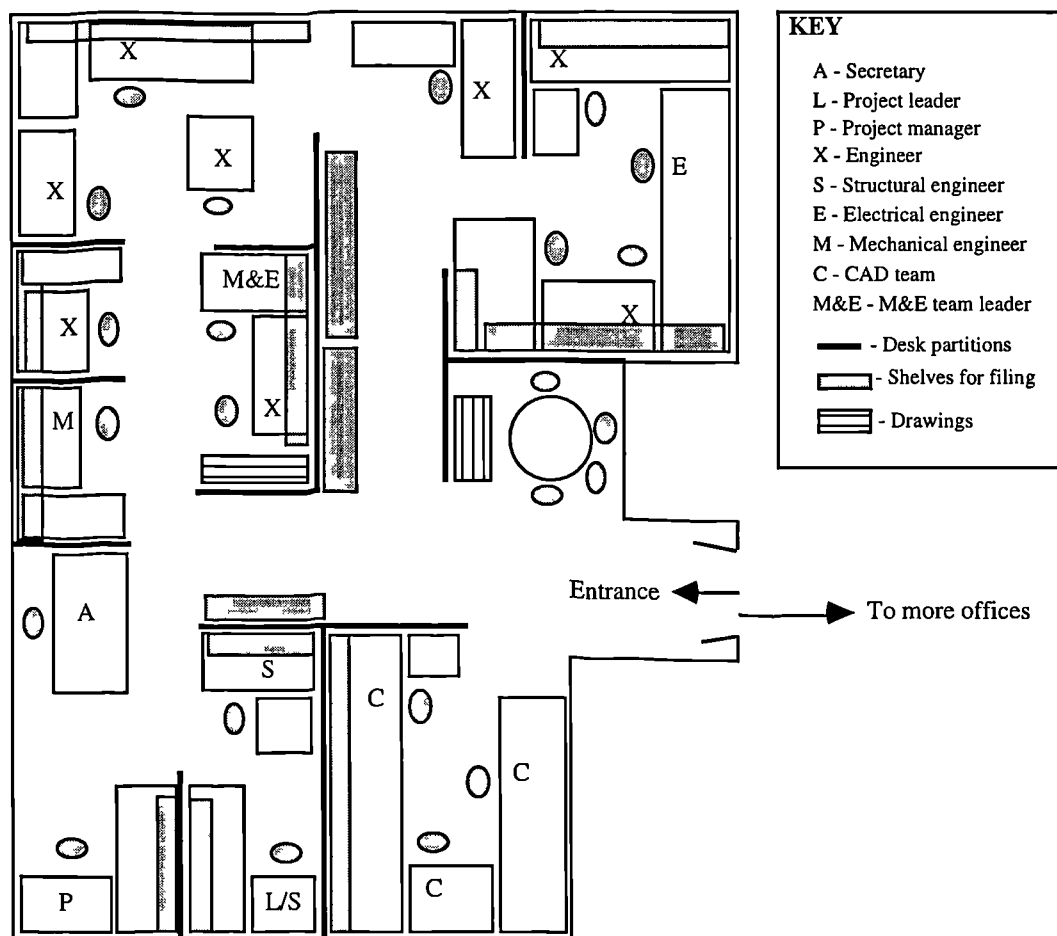 KEY
A - Secretary
L - Project leader
P - Project manager
X - Engineer
S - Structural engineer
E - Electrical engineer
M - Mechanical engineer
C - CAD team
M&E - M&E team leader
- Desk partitions
- Shelves for filing
- Drawings
X
X
X
X
X
E
X
M&E
X
X
X
M
Entrance
To more offices
A
S
C
C
P
L/S
C